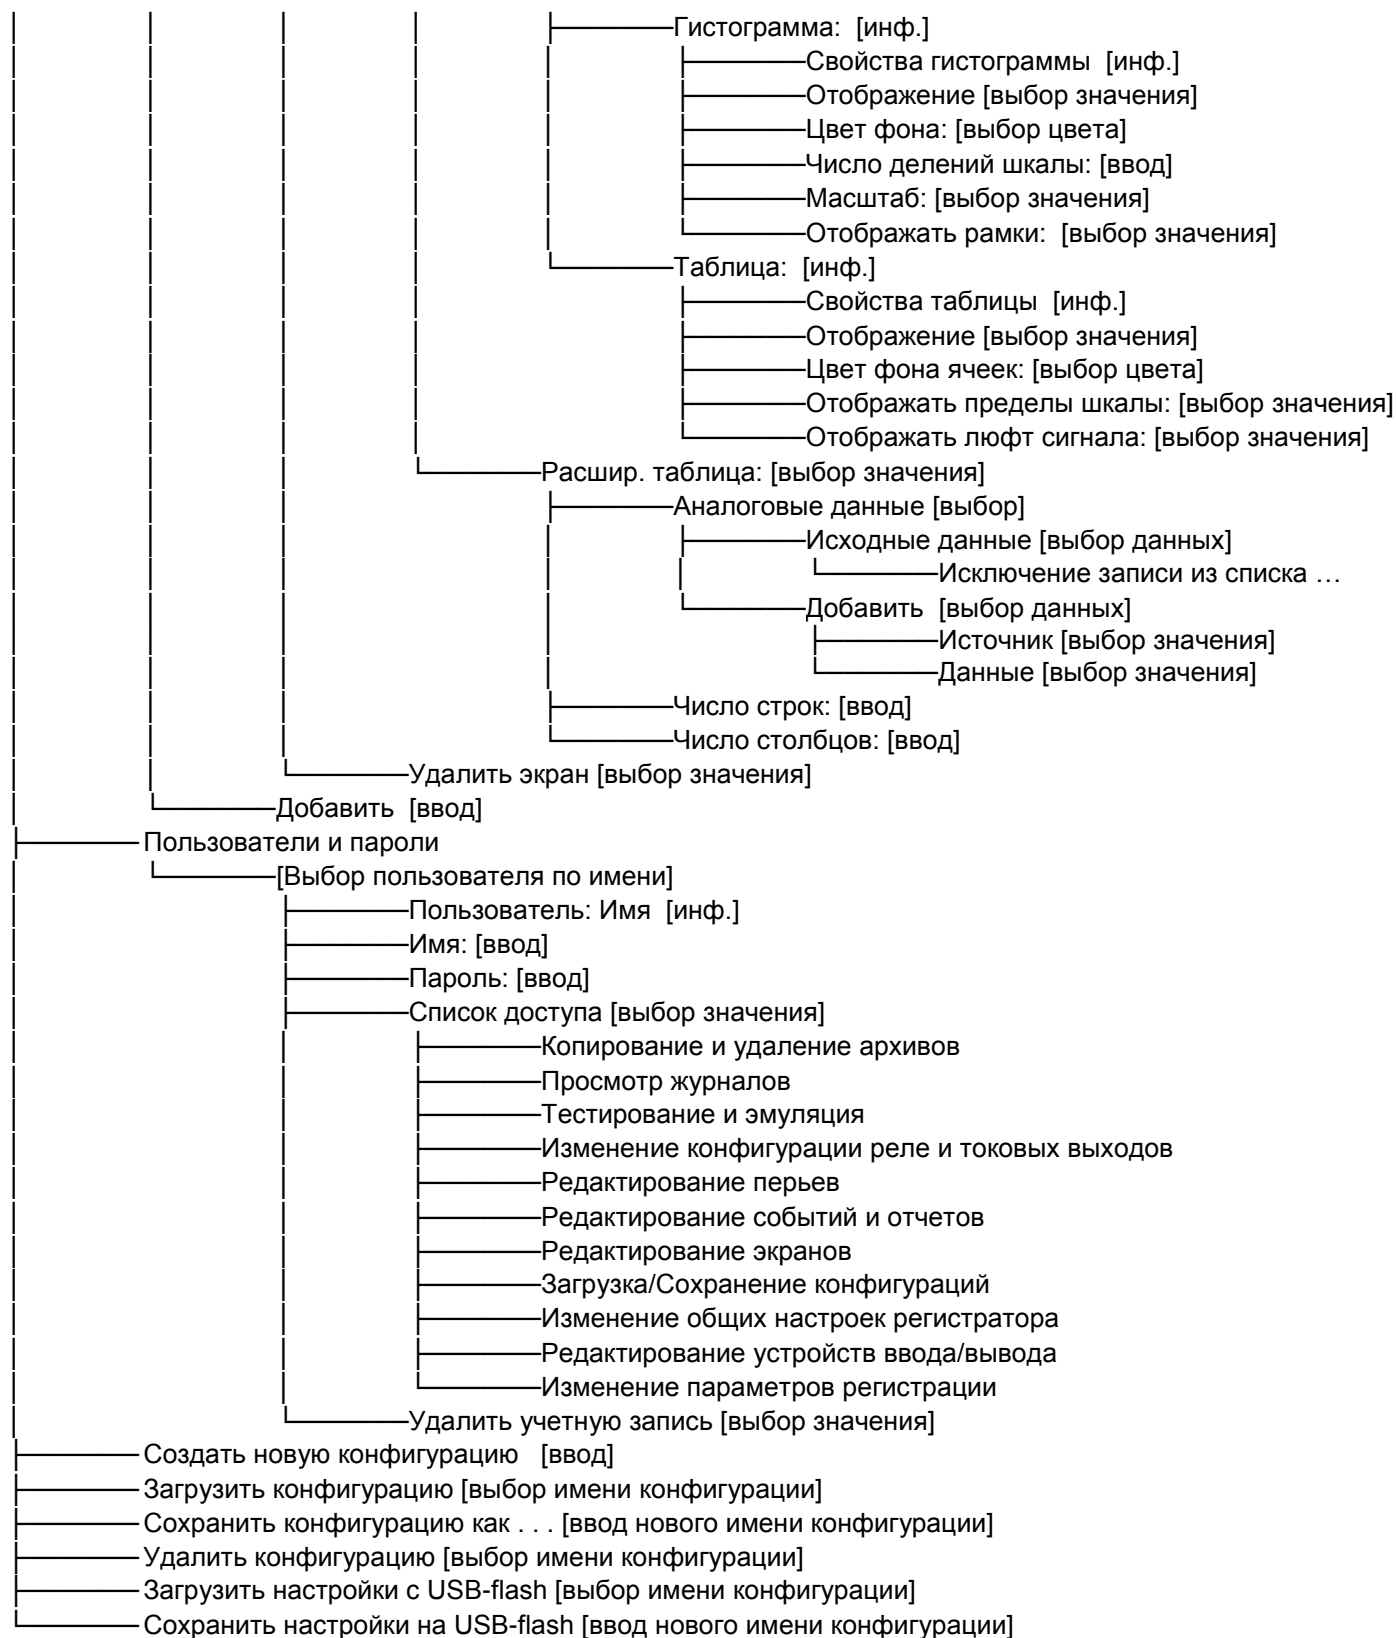 Гистограмма:  [инф.]
Свойства гистограммы  [инф.]
Отображение [выбор значения]
Цвет фона: [выбор цвета]
Число делений шкалы: [ввод]
Масштаб: [выбор значения]
Отображать рамки:  [выбор значения]
Таблица:  [инф.]
Свойства таблицы  [инф.]
Отображение [выбор значения]
Цвет фона ячеек: [выбор цвета]
Отображать пределы шкалы: [выбор значения]
Отображать люфт сигнала: [выбор значения]
Расшир. таблица: [выбор значения]
Аналоговые данные [выбор]
Исходные данные [выбор данных]
Исключение записи из списка …
Добавить  [выбор данных]
Источник [выбор значения]
Данные [выбор значения]
Число строк: [ввод]
Число столбцов: [ввод]
Удалить экран [выбор значения]
Добавить  [ввод]
Пользователи и пароли
[Выбор пользователя по имени]
Пользователь: Имя  [инф.]
Имя: [ввод]
Пароль: [ввод]
Список доступа [выбор значения]
Копирование и удаление архивов
Просмотр журналов
Тестирование и эмуляция
Изменение конфигурации реле и токовых выходов
Редактирование перьев
Редактирование событий и отчетов
Редактирование экранов
Загрузка/Сохранение конфигураций
Изменение общих настроек регистратора
Редактирование устройств ввода/вывода
Изменение параметров регистрации
Удалить учетную запись [выбор значения]
Создать новую конфигурацию   [ввод]
Загрузить конфигурацию [выбор имени конфигурации]
Сохранить конфигурацию как . . . [ввод нового имени конфигурации]
Удалить конфигурацию [выбор имени конфигурации]
Загрузить настройки с USB-flash [выбор имени конфигурации]
Сохранить настройки на USB-flash [ввод нового имени конфигурации]